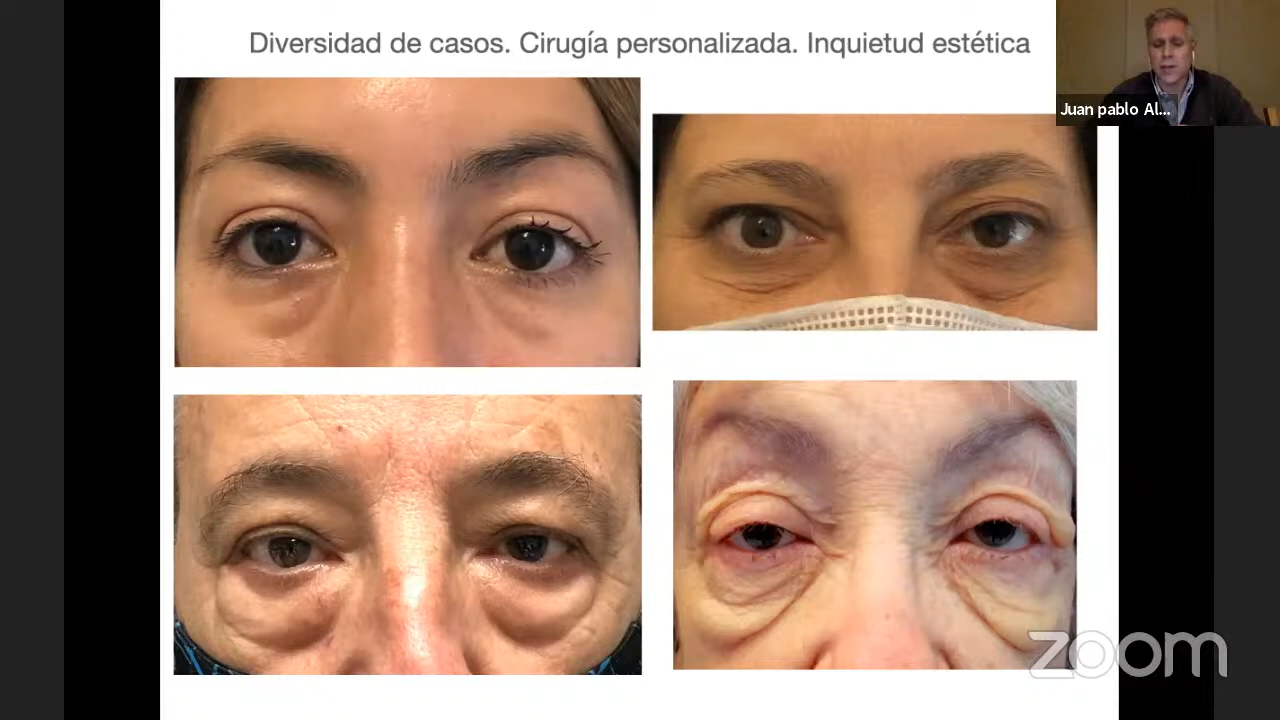 Diversidad de casos. Cirugía personalizada. Inquietud estética
Juan pablo Al...
zoom